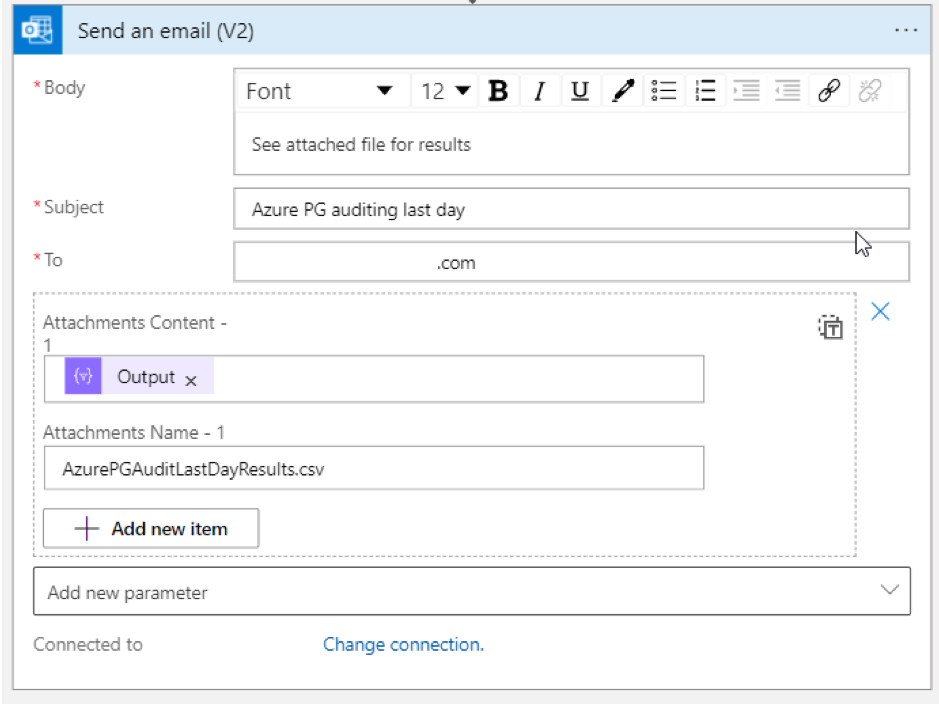 Send an email (V2)
* Body
Font 12 B I U
See attached file for results
* Subject
Azure PG auditing last day
* To
.com
Attachments Content -
1
Output ×
Attachments Name - 1
AzurePGAuditLastDayResults.csv
Add new item
Add new parameter
Connected to Change connection.